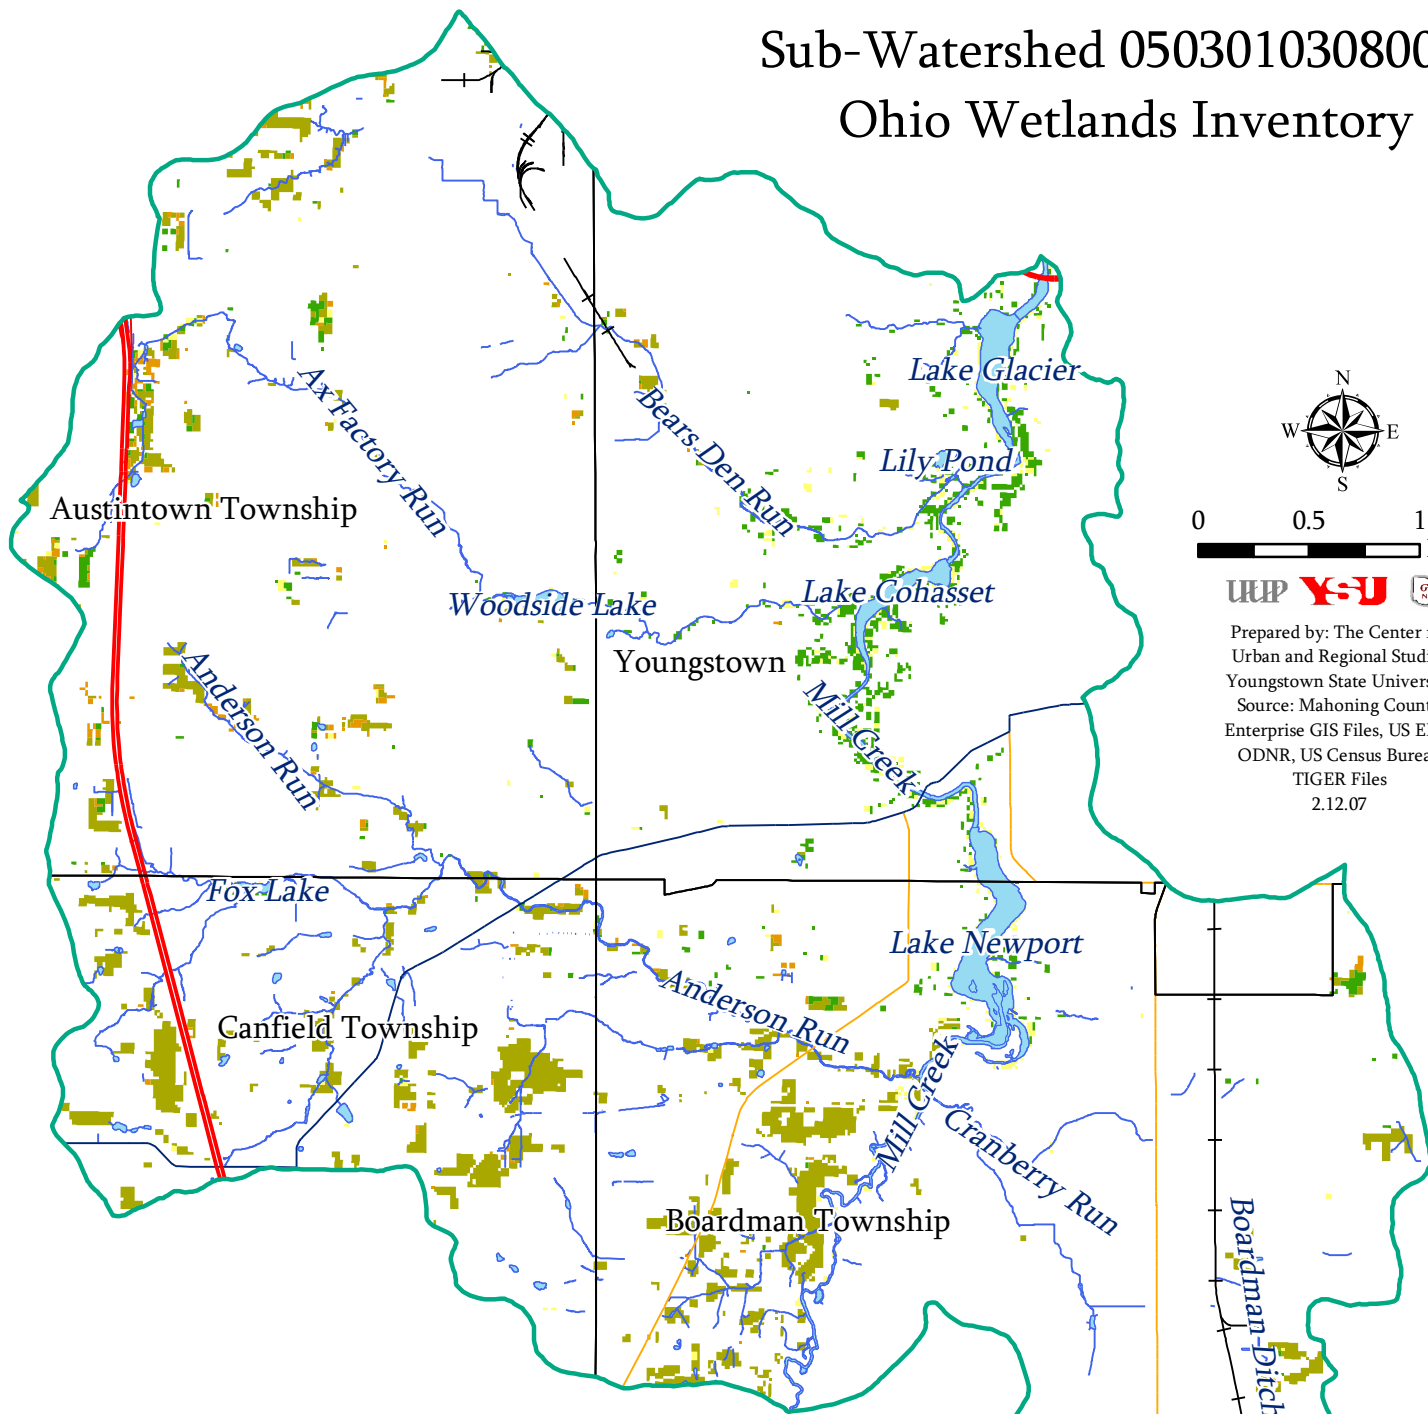 Sub-Watershed 050301030800
Ohio Wetlands Inventory
Lake Glacier
N
W E
S
Ax Factory Run
Bears Den Run
Lily Pond
Austintown Township
0 0.5 1
Woodside Lake
Lake Cohasset
UUP YSU
Prepared by: The Center
Urban and Regional Stud
Youngstown State Univers
Source: Mahoning Count
Enterprise GIS Files, US E
ODNR, US Census Burea
TIGER Files
2.12.07
Youngstown
Anderson Run
Mill Creek
Fox Lake
Lake Newport
Anderson Run
Canfield Township
Mill Creek
Cranberry Run
Boardman Township
Boardman Ditch